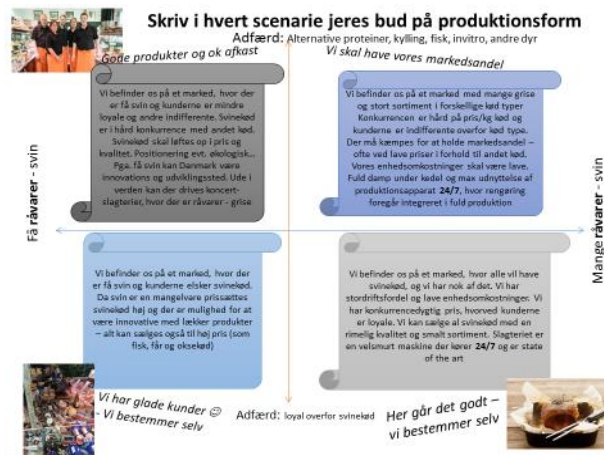 Skriv i hvert scenarie jeres bud på produktionsform
Adfærd: Alternative proteiner, kylling, fisk, invitro, andre dyr
Gode produkter og ok afkast
Vi skal have vores markedsandel
Vi befinder os på et marked, hvor der
er få svin og kunderne er mindre
loyale og andre indifferente. Svinekød
er i hård konkurrence med andet kød.
Svinekød skal løftes op i pris og
kvalitet. Positionering evt. økologisk...
Pga. få svin kan Danmark være
innovations og udviklingssted. Ude i
verden kan der drives koncert-
slagterier, hvor der er råvarer - grise
Vi befinder os på et marked med mange grise
og stort sortiment i forskellige kød typer
Konkurrencen er hård på pris/kg kød og
kunderne er indifferente overfor kød type.
Der må kæmpes for at holde markedsandel –
ofte ved lave priser i forhold til andet kød.
Vores enhedsomkostninger skal være lave.
Fuld damp under kedel og max udnyttelse af
produktionsapparat 24/7, hvor rengøring
foregår integreret i fuld produktion
Få råvarer - svin
Mange råvarer - svin
Vi befinder os på et marked, hvor der
er få svin og kunderne elsker svinekød.
Da svin er en mangelvare prissættes
svinekød høj og der er mulighed for at
være innovative med lækker produkter
– alt kan sælges også til høj pris (som
fisk, får og oksekød)
Vi befinder os på et marked, hvor alle vil have
svinekød, og vi har nok af det. Vi har
stordriftsfordel og lave enhedsomkostninger. Vi
har konkurrencedygtig pris, hvorved kunderne
er loyale. Vi kan sælge al svinekød med en
rimelig kvalitet og smalt sortiment. Slagteriet er
en velsmurt maskine der kører 24/7 og er state
of the art
Vi har glade kunder ☺
- Vi bestemmer selv
Adfærd: loyal overfor svinekød
Her går det godt –
vi bestemmer selv